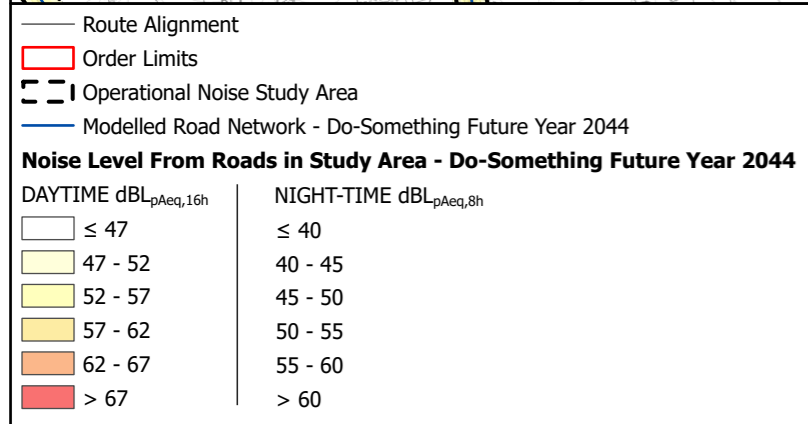 Route Alignment
Order Limits
Operational Noise Study Area
Modelled Road Network - Do-Something Future Year 2044
Noise Level From Roads in Study Area - Do-Something Future Year 2044
DAYTIME dBLpAeq,16h NIGHT-TIME dBLpAeq,8h
≤ 47 ≤ 40
47 - 52 40 - 45
52 - 57 45 - 50
57 - 62 50 - 55
62 - 67 55 - 60
> 67 > 60